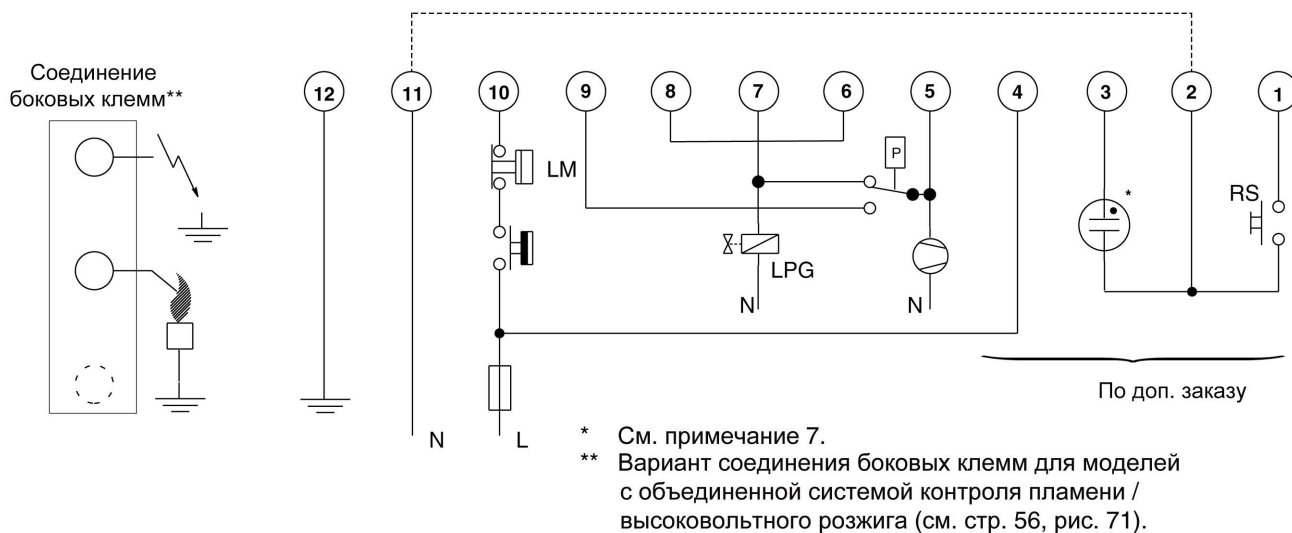 Соединение
боковых клемм**
12 11 10 9 8 7 6 5 4 3 2 1
P
LM
*
RS
LPG
N N
По доп. заказу
N L
* См. примечание 7.
** Вариант соединения боковых клемм для моделей
с объединенной системой контроля пламени /
высоковольтного розжига (см. стр. 56, рис. 71).